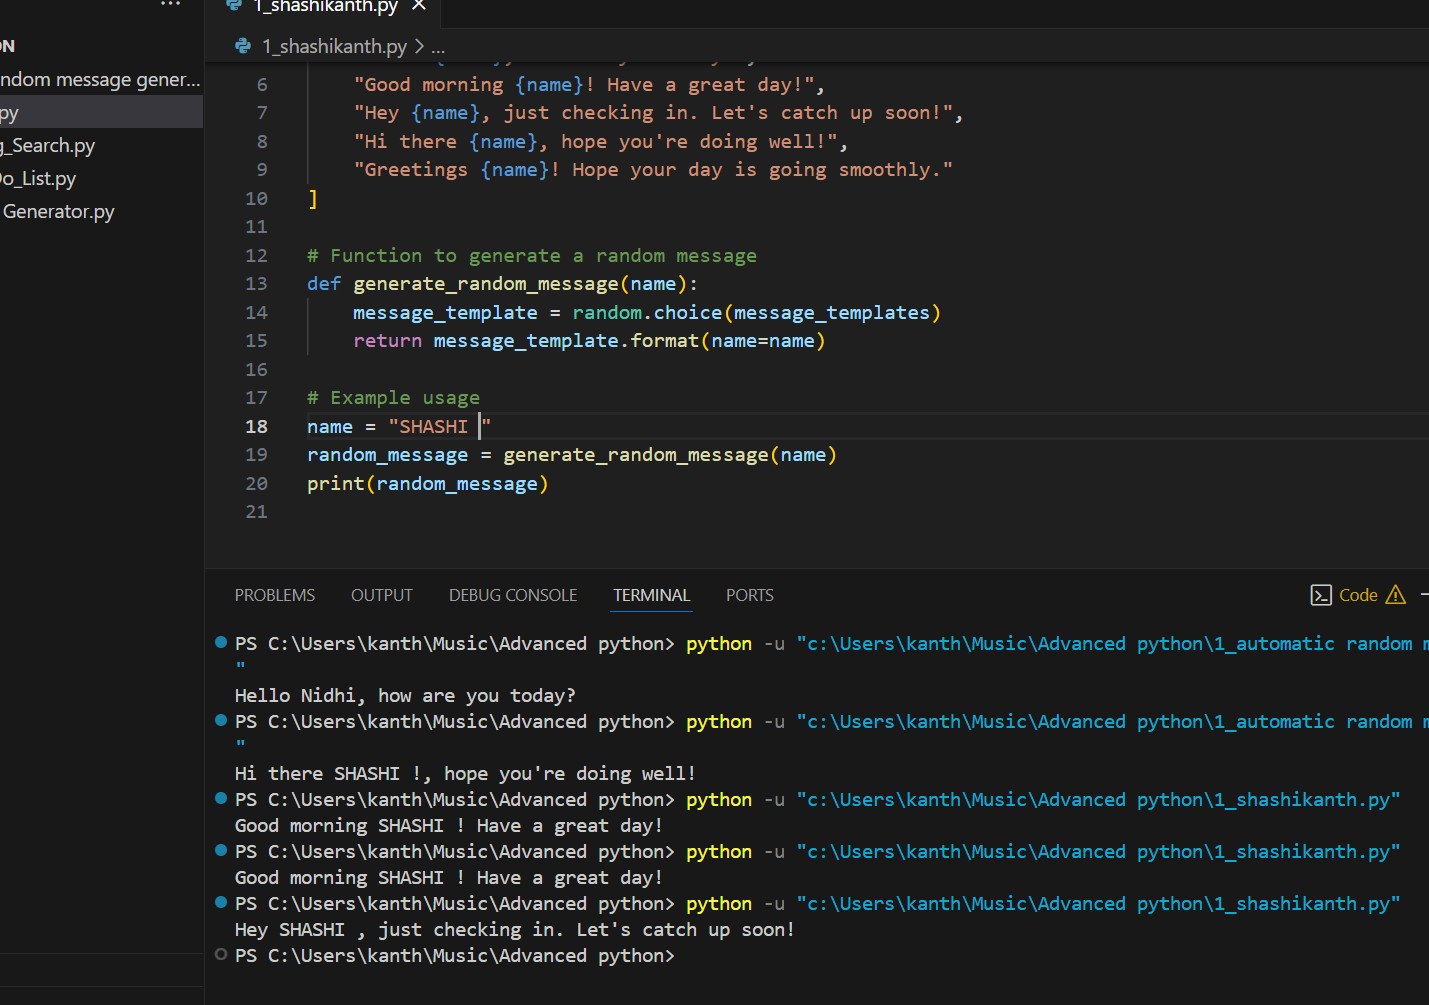 1_shashikanth.py
ON
1_shashikanth.py > ...
ndom message gener...
py
g_Search.py
Do_List.py
Generator.py
6 "Good morning {name}! Have a great day!",
7 "Hey {name}, just checking in. Let's catch up soon!",
8 "Hi there {name}, hope you're doing well!",
9 "Greetings {name}! Hope your day is going smoothly."
10 ]
11
12 # Function to generate a random message
13 def generate_random_message(name):
14 message_template = random.choice(message_templates)
15 return message_template.format(name=name)
16
17 # Example usage
18 name = "SHASHI "
19 random_message = generate_random_message(name)
20 print(random_message)
21
PROBLEMS OUTPUT DEBUG CONSOLE TERMINAL PORTS Code
PS C:\Users\kanth\Music\Advanced python> python -u "c:\Users\kanth\Music\Advanced python\1_automatic random m
"
Hello Nidhi, how are you today?
PS C:\Users\kanth\Music\Advanced python> python -u "c:\Users\kanth\Music\Advanced python\1_automatic random m
"
Hi there SHASHI !, hope you're doing well!
PS C:\Users\kanth\Music\Advanced python> python -u "c:\Users\kanth\Music\Advanced python\1_shashikanth.py"
Good morning SHASHI ! Have a great day!
PS C:\Users\kanth\Music\Advanced python> python -u "c:\Users\kanth\Music\Advanced python\1_shashikanth.py"
Good morning SHASHI ! Have a great day!
PS C:\Users\kanth\Music\Advanced python> python -u "c:\Users\kanth\Music\Advanced python\1_shashikanth.py"
Hey SHASHI , just checking in. Let's catch up soon!
PS C:\Users\kanth\Music\Advanced python>